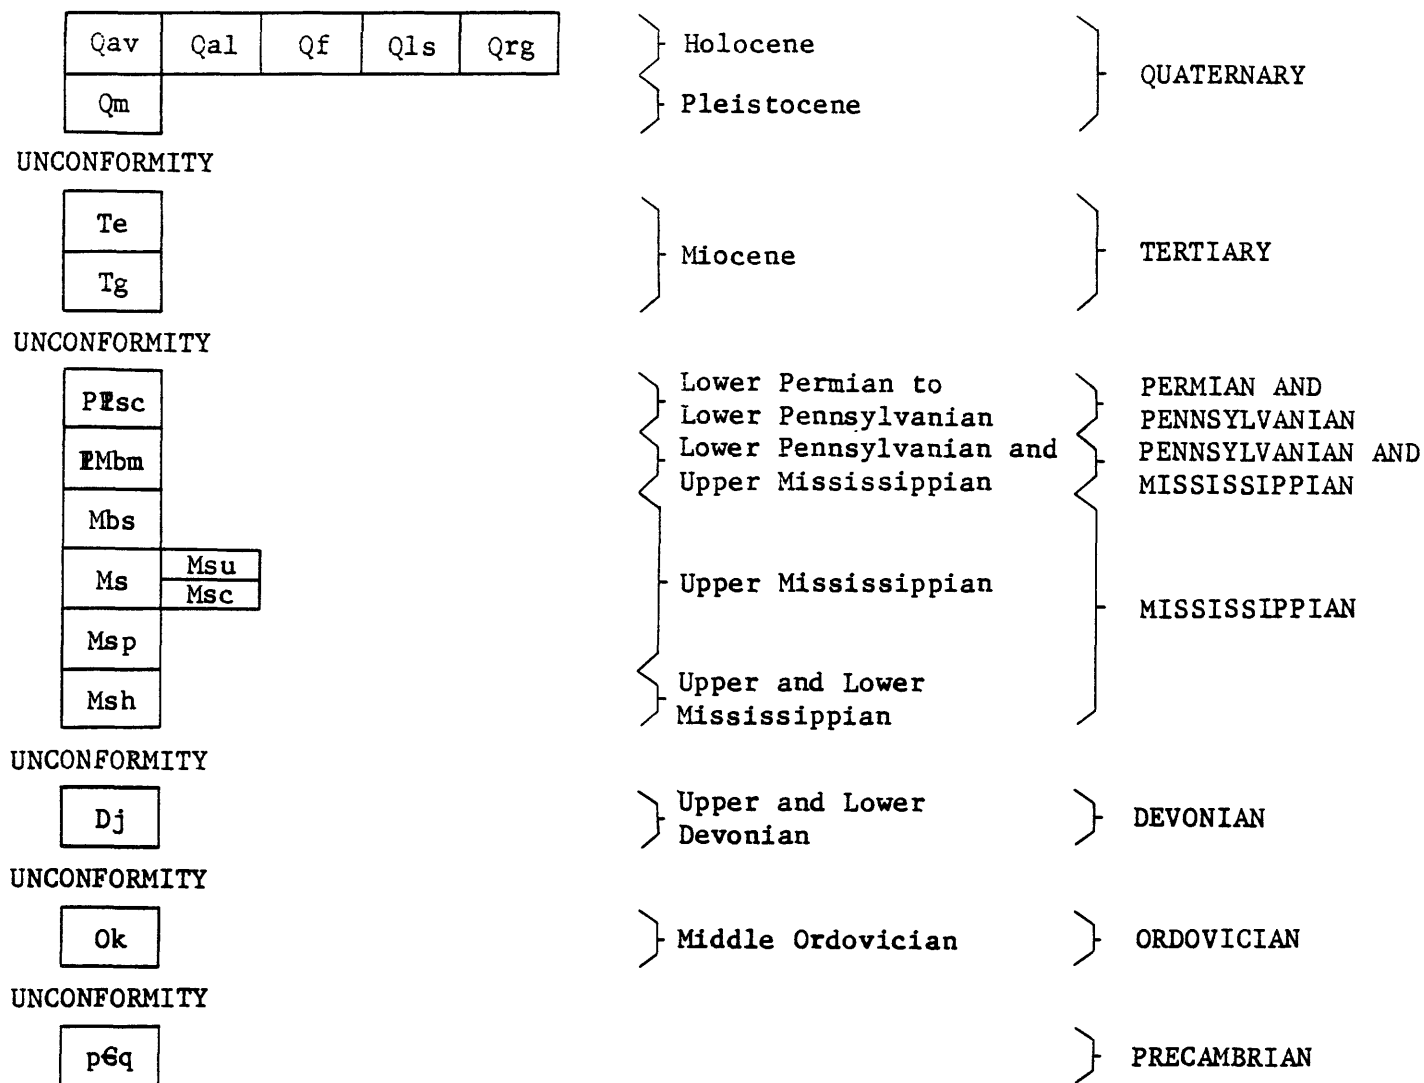 Qav Qal Qf Qls Qrg Holocene
QUATERNARY
Qm Pleistocene
UNCONFORMITY
Te
Miocene TERTIARY
Tg
UNCONFORMITY
PℙPsc Lower Permian to PERMIAN AND
Lower Pennsylvanian PENNSYLVANIAN
ℙMbm Lower Pennsylvanian and PENNSYLVANIAN AND
Upper Mississippian MISSISSIPPIAN
Mbs
Ms Msu Upper Mississippian MISSISSIPPIAN
Msc
Msp
Msh Upper and Lower
Mississippian
UNCONFORMITY
Dj Upper and Lower DEVONIAN
Devonian
UNCONFORMITY
Ok Middle Ordovician ORDOVICIAN
UNCONFORMITY
pЄq PRECAMBRIAN